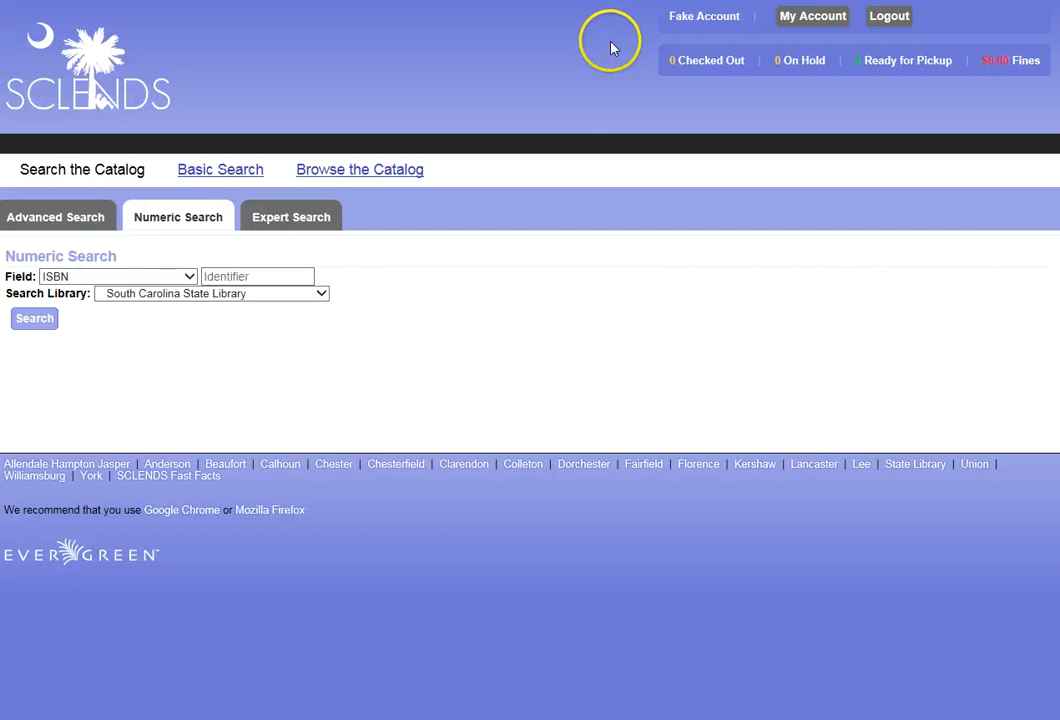 Fake Account | My Account Logout
SCLENDS
0 Checked Out | 0 On Hold | 0 Ready for Pickup | $0.00 Fines
Search the Catalog Basic Search Browse the Catalog
Advanced Search Numeric Search Expert Search
Numeric Search
Field: ISBN Identifier
Search Library: South Carolina State Library
Search
Allendale Hampton Jasper | Anderson | Beaufort | Calhoun | Chester | Chesterfield | Clarendon | Colleton | Dorchester | Fairfield | Florence | Kershaw | Lancaster | Lee | State Library | Union |
Williamsburg | York | SCLENDS Fast Facts
We recommend that you use Google Chrome or Mozilla Firefox
EVERGREEN